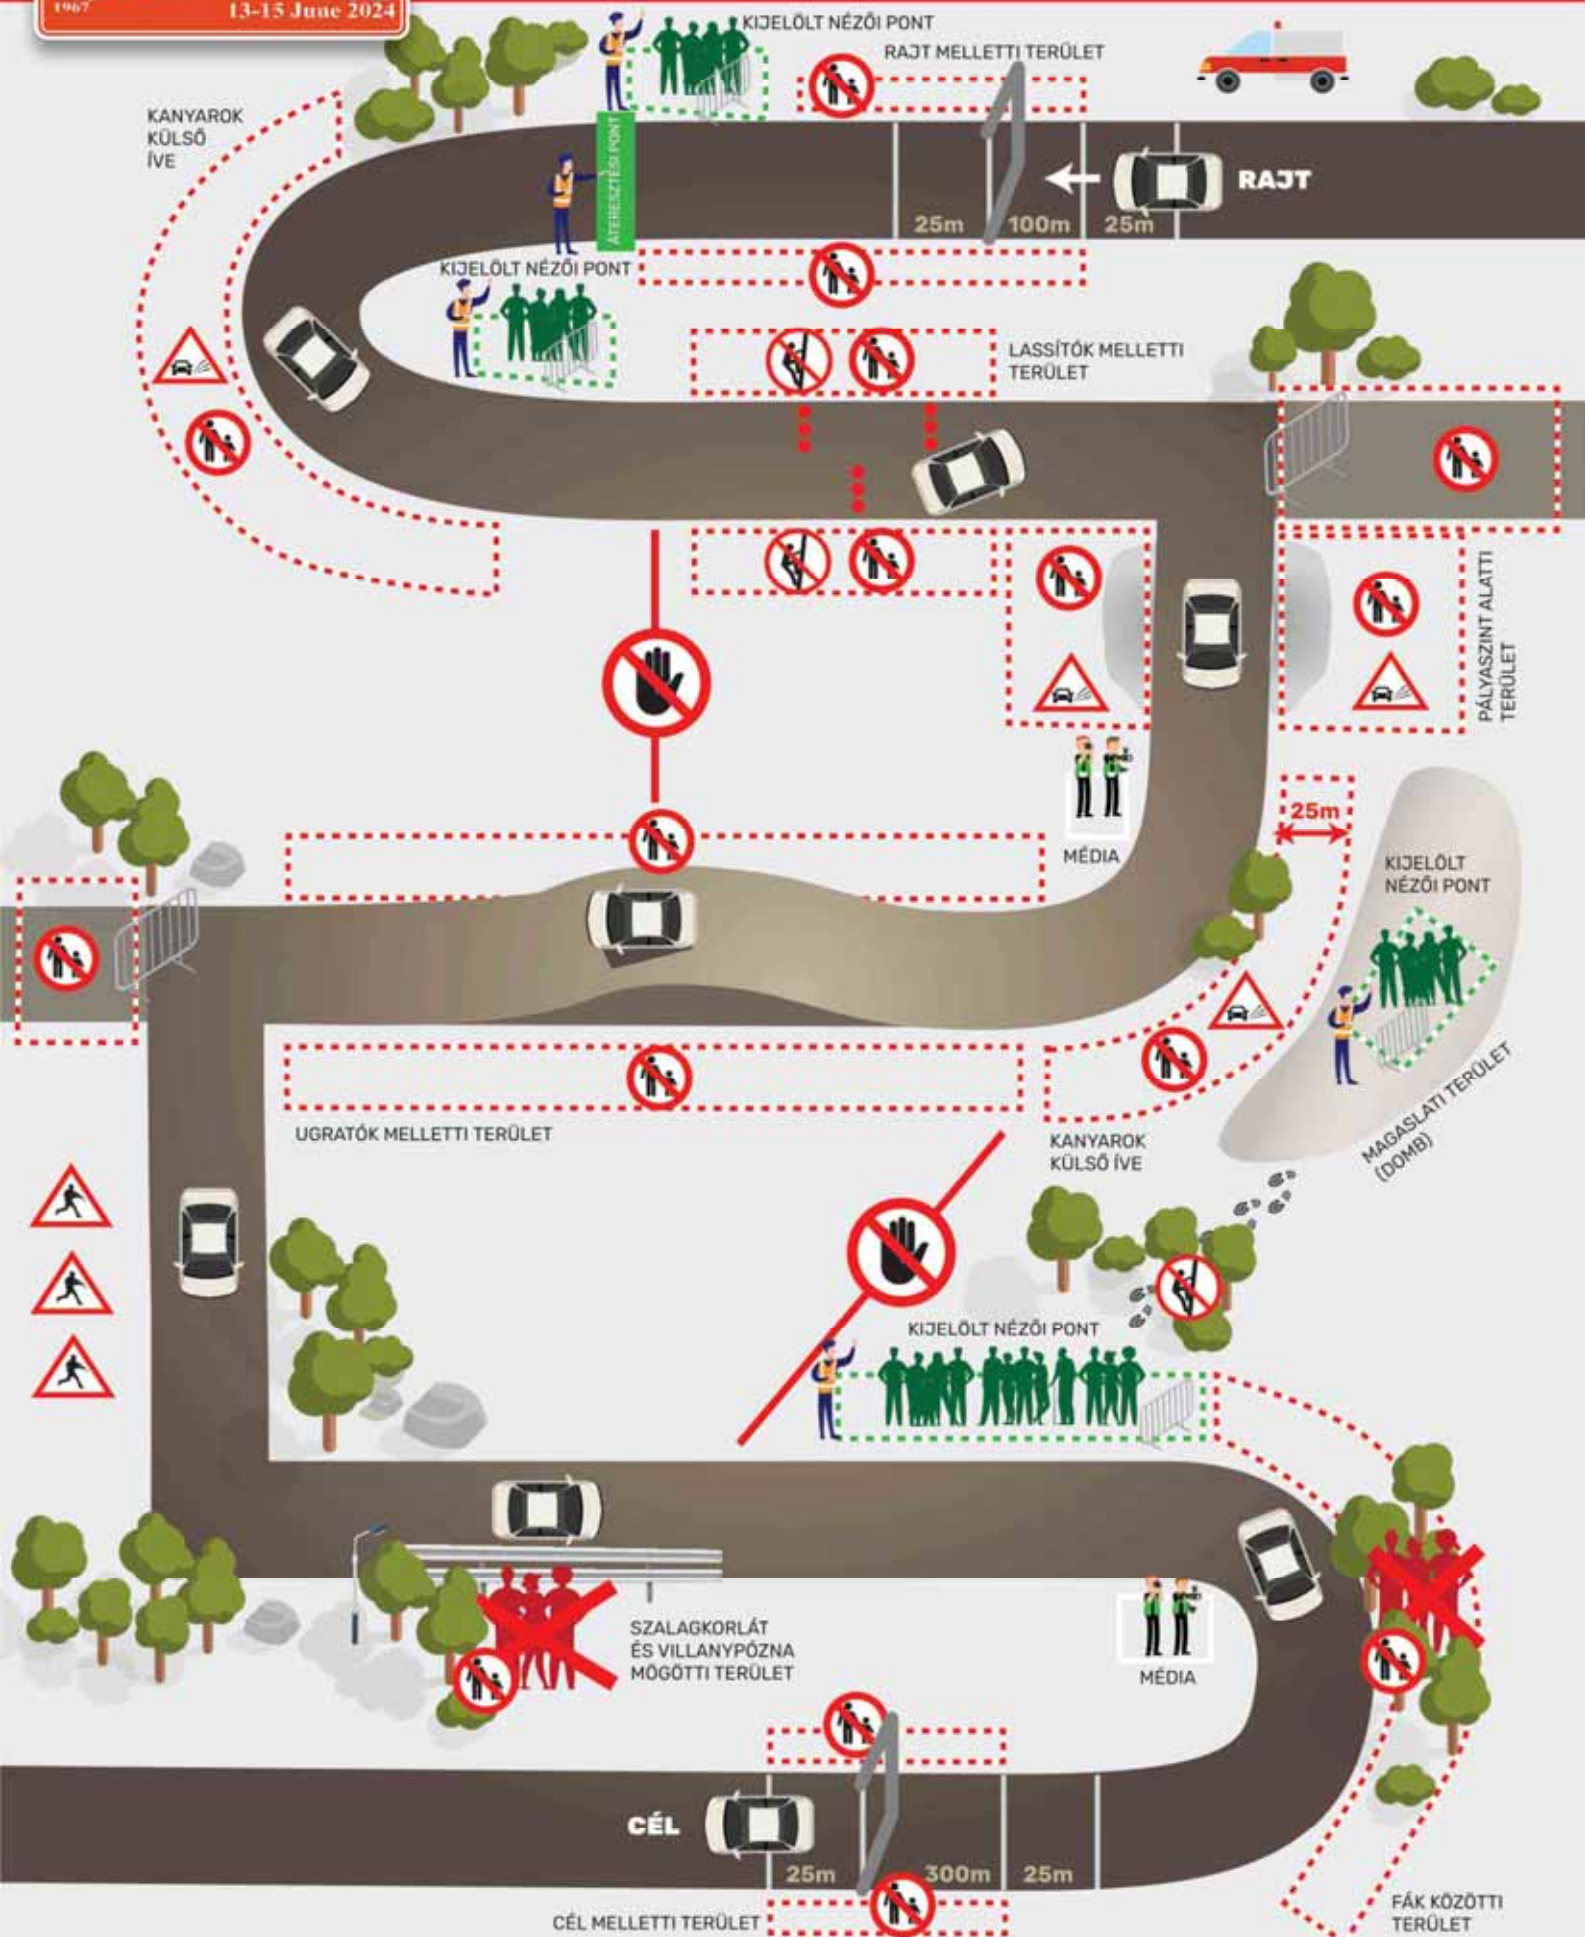 1967
13-15 June 2024
KIJELÖLT NÉZŐI PONT
RAJT MELLETTI TERÜLET
KANYAROK
KÜLSŐ
ÍVE
ÁTERESZTÉSI PONT
RAJT
25m
100m
25m
KIJELÖLT NÉZŐI PONT
LASSÍTÓK MELLETTI
TERÜLET
PÁLYASZINT ALATTI
TERÜLET
25m
MÉDIA
KIJELÖLT
NÉZŐI PONT
UGRATÓK MELLETTI TERÜLET
KANYAROK
KÜLSŐ ÍVE
MAGASLATI TERÜLET
(DOMB)
KIJELÖLT NÉZŐI PONT
SZALAGKORLÁT
ÉS VILLANYPÓZNA
MÖGÖTTI TERÜLET
MÉDIA
CÉL
25m
300m
25m
CÉL MELLETTI TERÜLET
FÁK KÖZÖTTI
TERÜLET